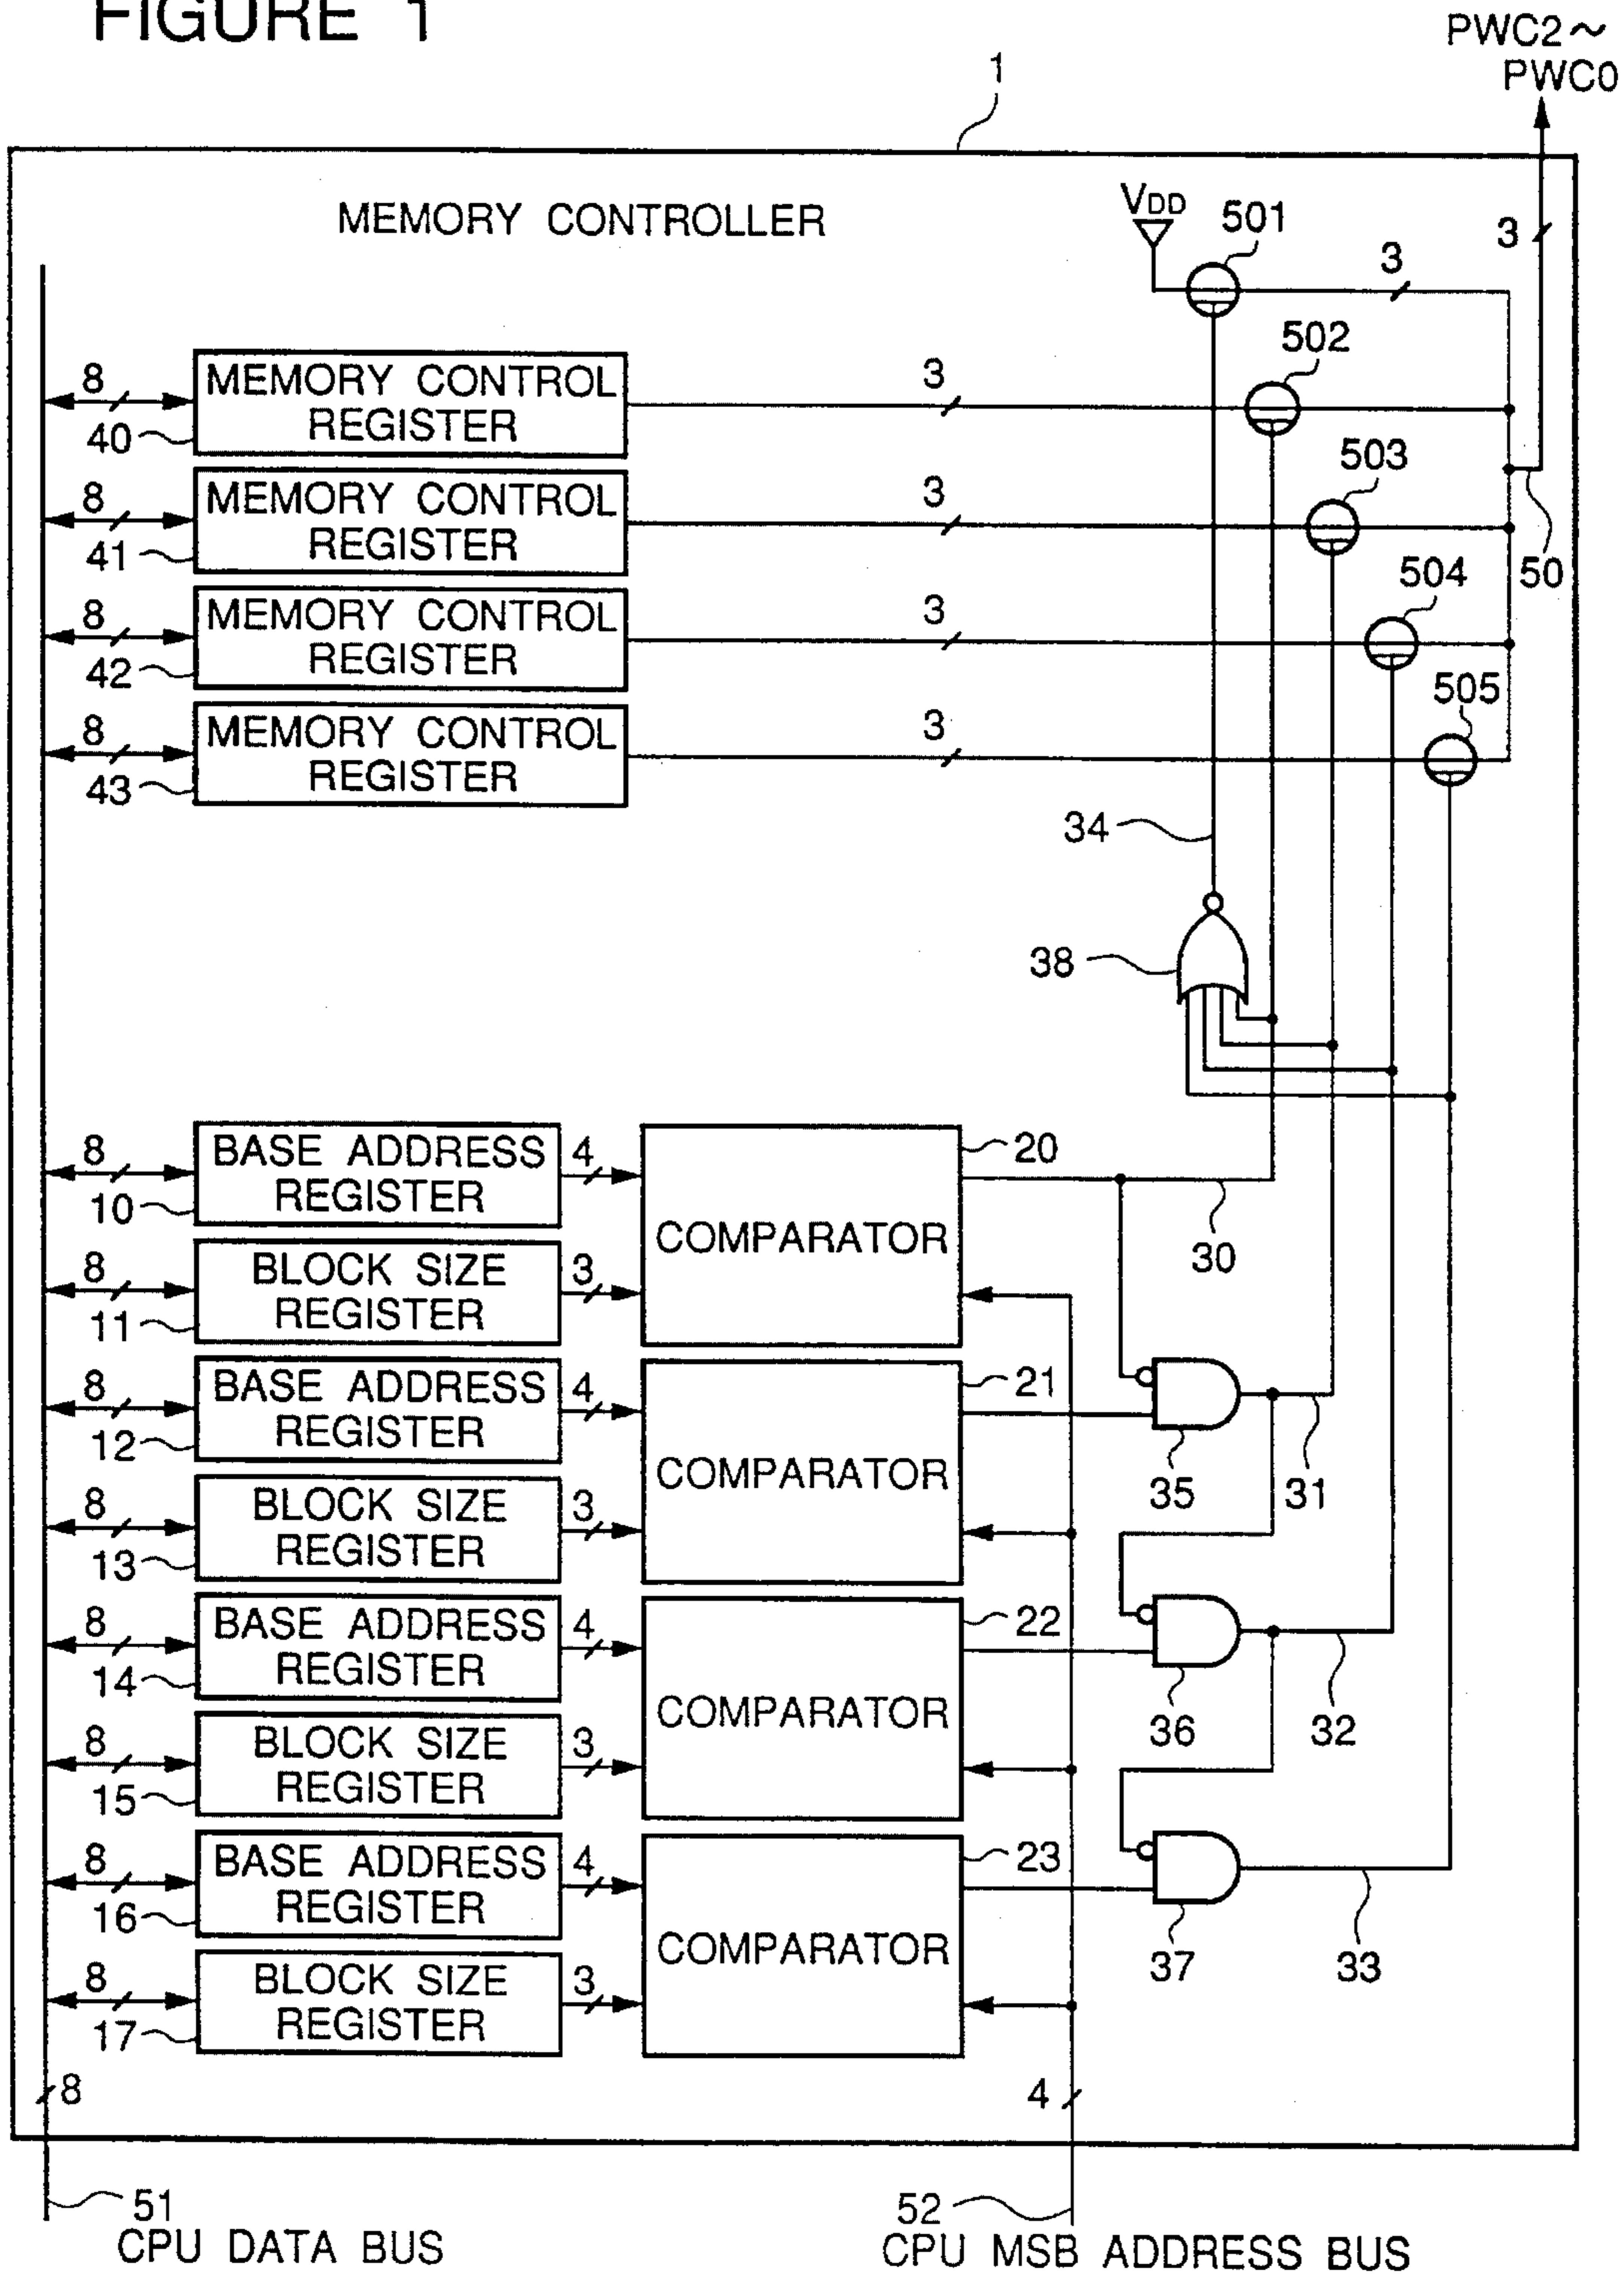 FIGURE 1
PWC2~
PWC0
1
MEMORY CONTROLLER
VDD
501
3
3
502
8
MEMORY CONTROL
REGISTER
40
3
503
8
MEMORY CONTROL
REGISTER
41
3
50
504
8
MEMORY CONTROL
REGISTER
42
3
505
8
MEMORY CONTROL
REGISTER
43
3
34
38
8
BASE ADDRESS
REGISTER
10
4
20
COMPARATOR
30
8
BLOCK SIZE
REGISTER
11
3
8
BASE ADDRESS
REGISTER
12
4
21
COMPARATOR
35
31
8
BLOCK SIZE
REGISTER
13
3
8
BASE ADDRESS
REGISTER
14
4
22
COMPARATOR
36
32
8
BLOCK SIZE
REGISTER
15
3
8
BASE ADDRESS
REGISTER
16
4
23
COMPARATOR
37
33
8
BLOCK SIZE
REGISTER
17
3
8
4
51
CPU DATA BUS
52
CPU MSB ADDRESS BUS